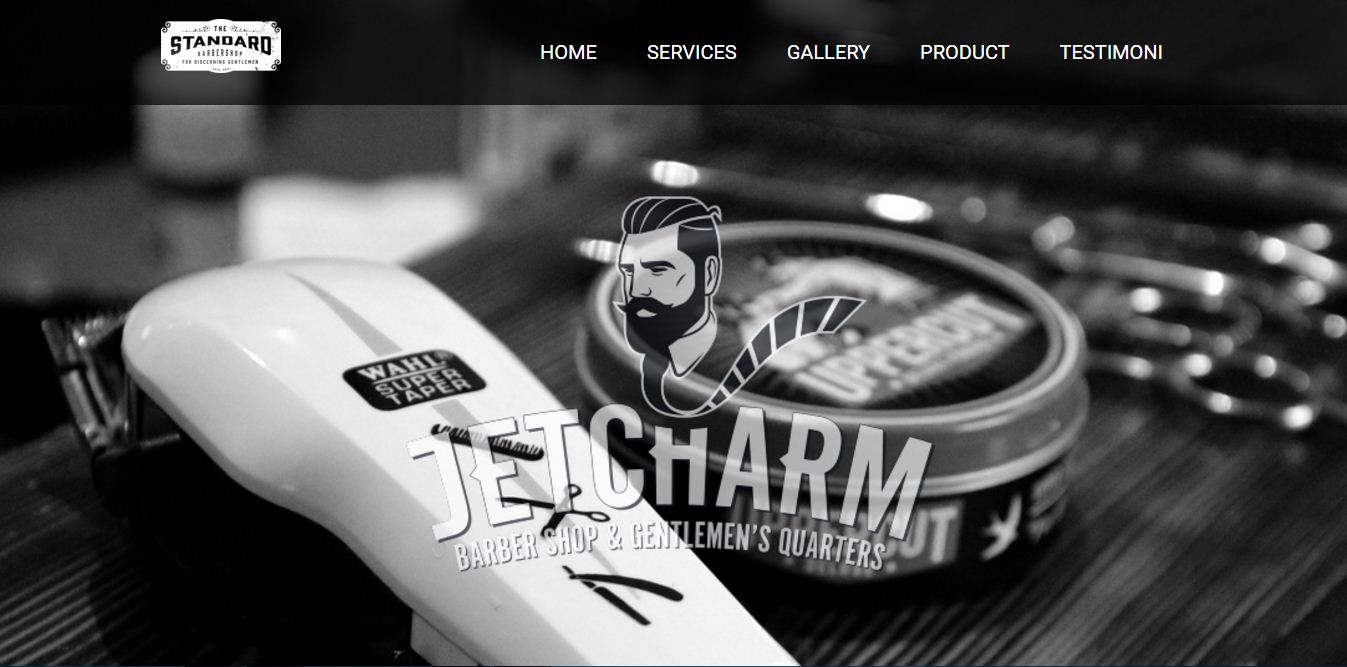 THE
STANDARD
BARBERSHOP
FOR DISCERNING GENTLEMEN
HOME SERVICES GALLERY PRODUCT TESTIMONI
WAHL
SUPER
TAPER
UPPERCUT
JETCHARM
BARBER SHOP & GENTLEMEN'S QUARTERS